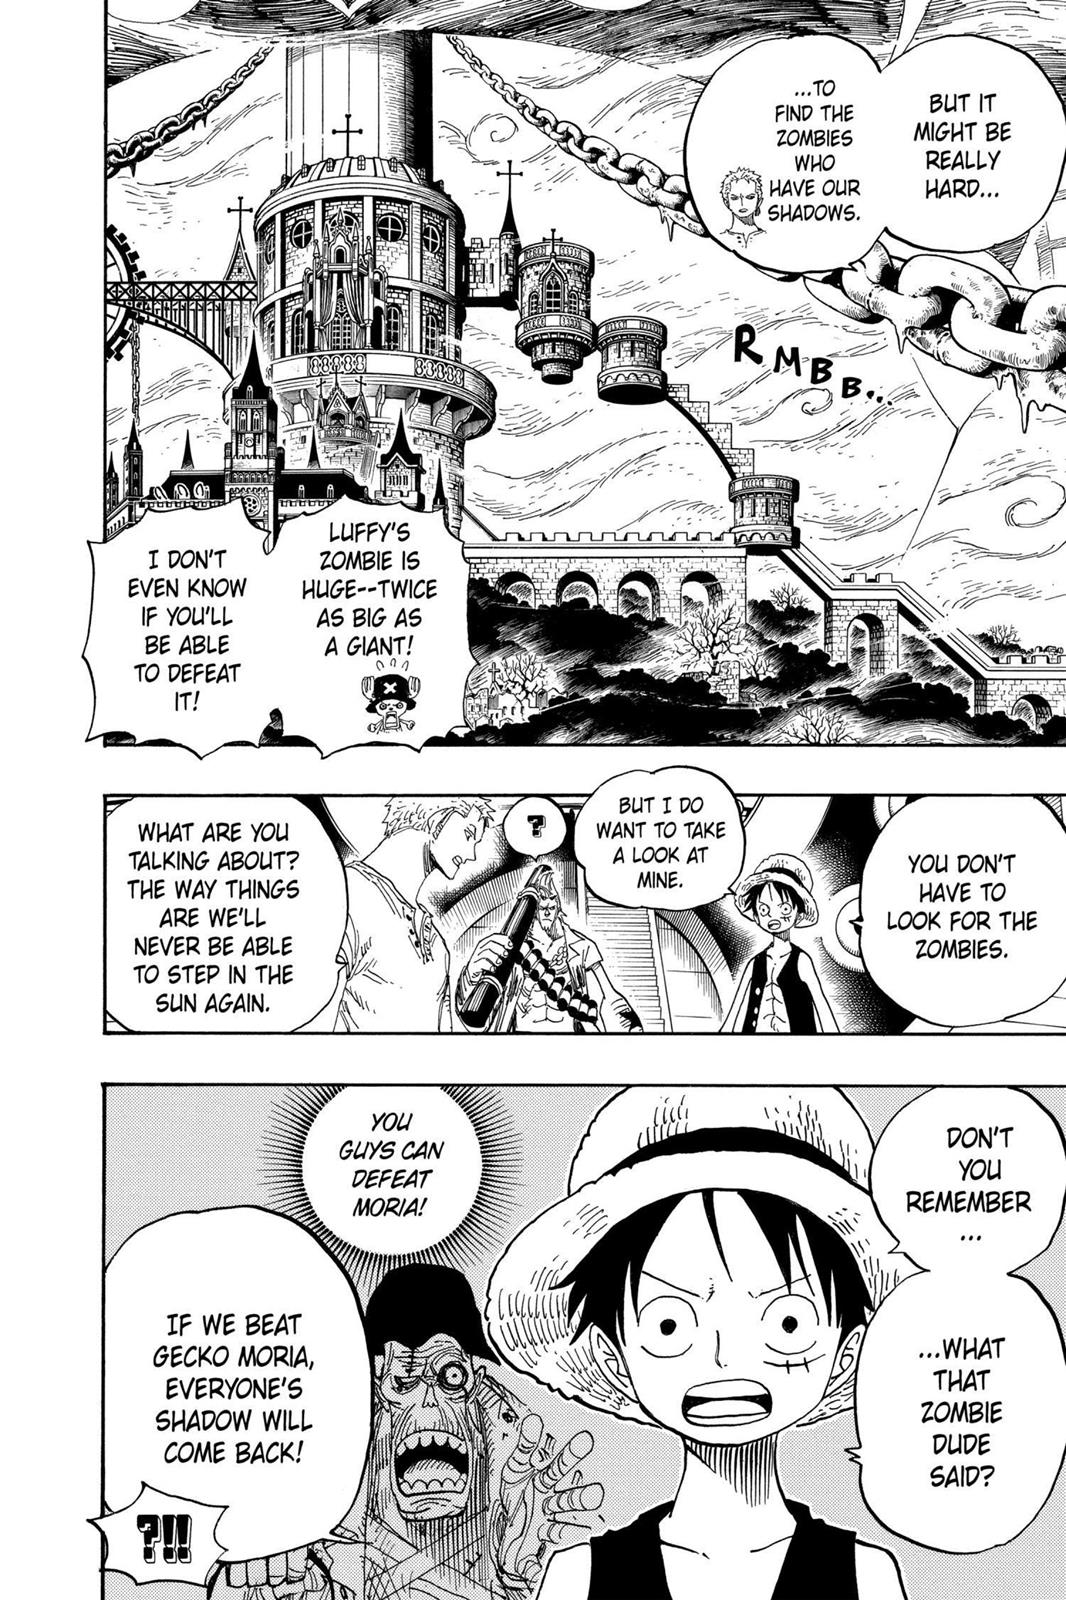 BUT IT
MIGHT BE
REALLY
HARD...
...TO
FIND THE
ZOMBIES
WHO
HAVE OUR
SHADOWS.
RMBB...
LUFFY'S
ZOMBIE IS
HUGE--TWICE
AS BIG AS
A GIANT!
I DON'T
EVEN KNOW
IF YOU'LL
BE ABLE
TO DEFEAT
IT!
YOU DON'T
HAVE TO
LOOK FOR THE
ZOMBIES.
BUT I DO
WANT TO TAKE
A LOOK AT
MINE.
?
WHAT ARE YOU
TALKING ABOUT?
THE WAY THINGS
ARE WE'LL
NEVER BE ABLE
TO STEP IN THE
SUN AGAIN.
DON'T
YOU
REMEMBER
...
...WHAT
THAT
ZOMBIE
DUDE
SAID?
YOU
GUYS CAN
DEFEAT
MORIA!
IF WE BEAT
GECKO MORIA,
EVERYONE'S
SHADOW WILL
COME BACK!
?!!